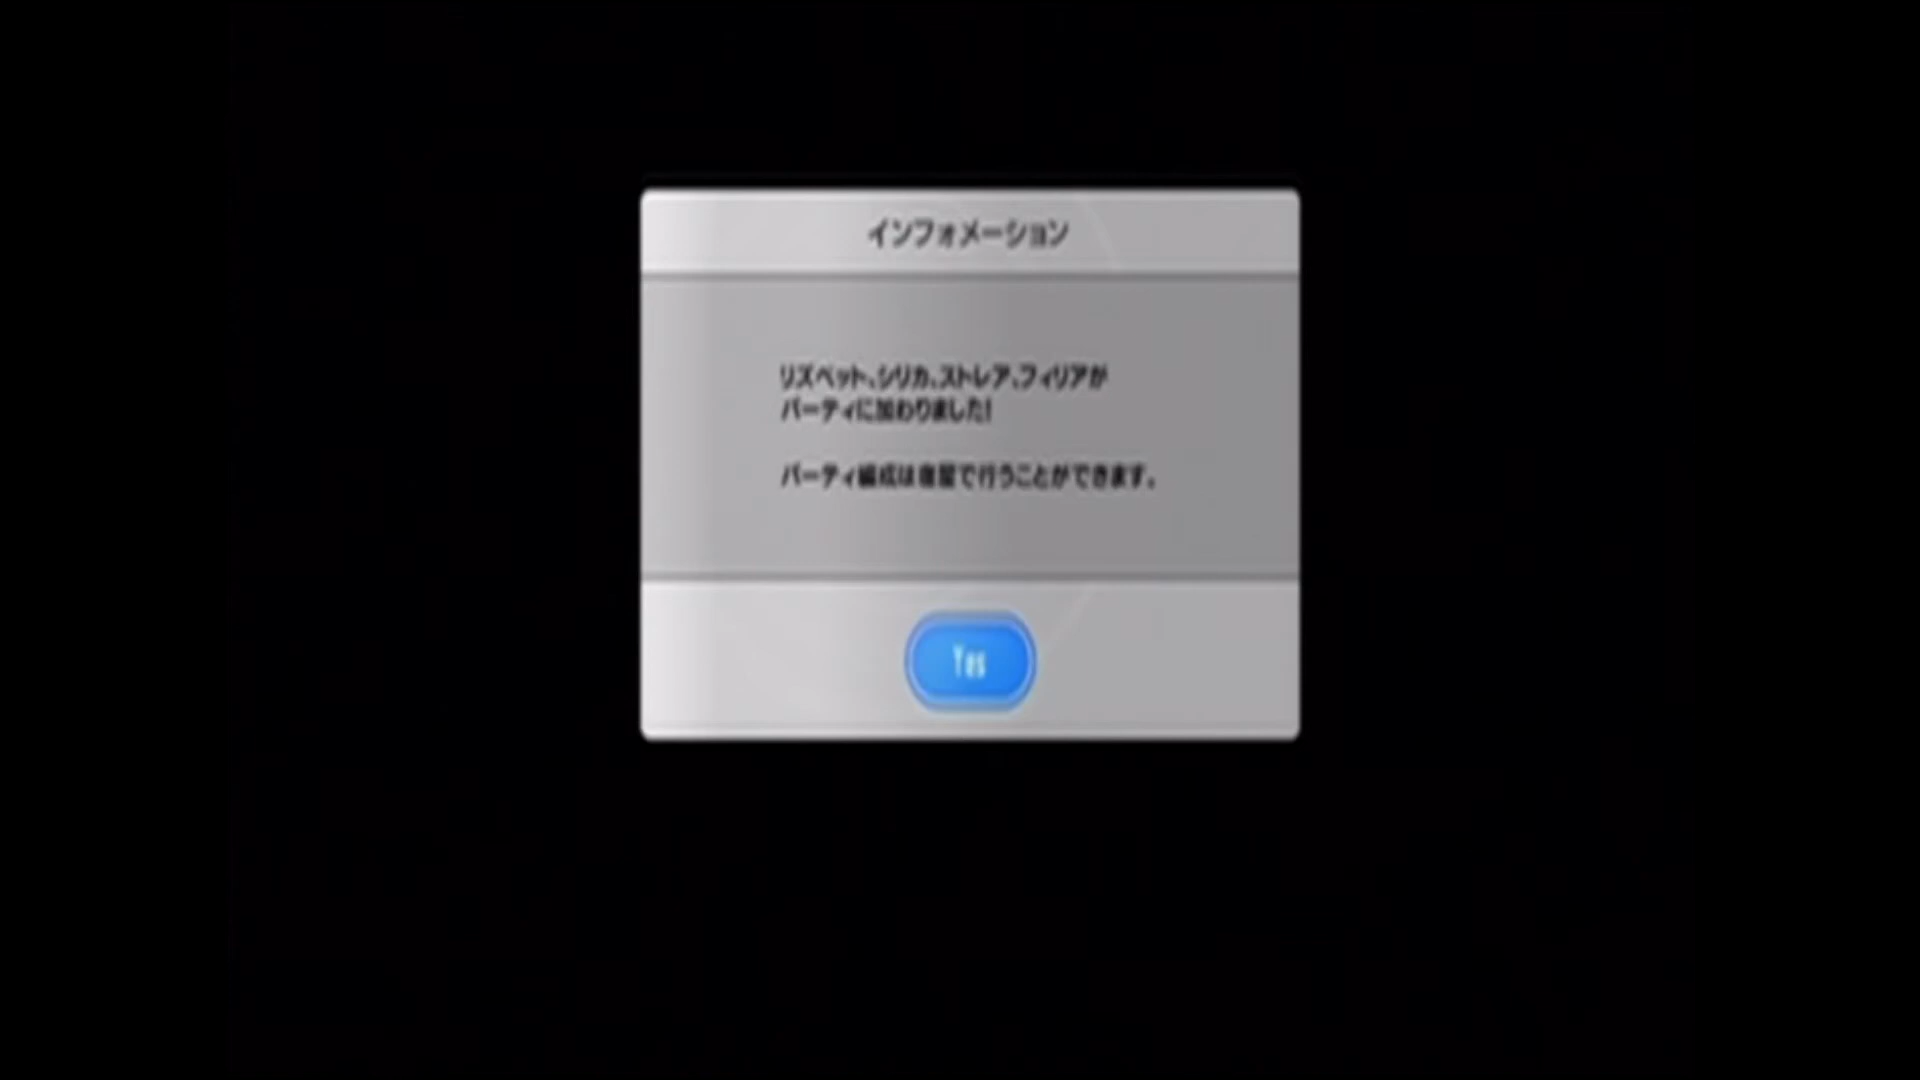 インフォメーション
リズベット、シリカ、ストレア、フィリアが
パーティに加わりました!
パーティ編成は宿屋で行うことができます。
Yes